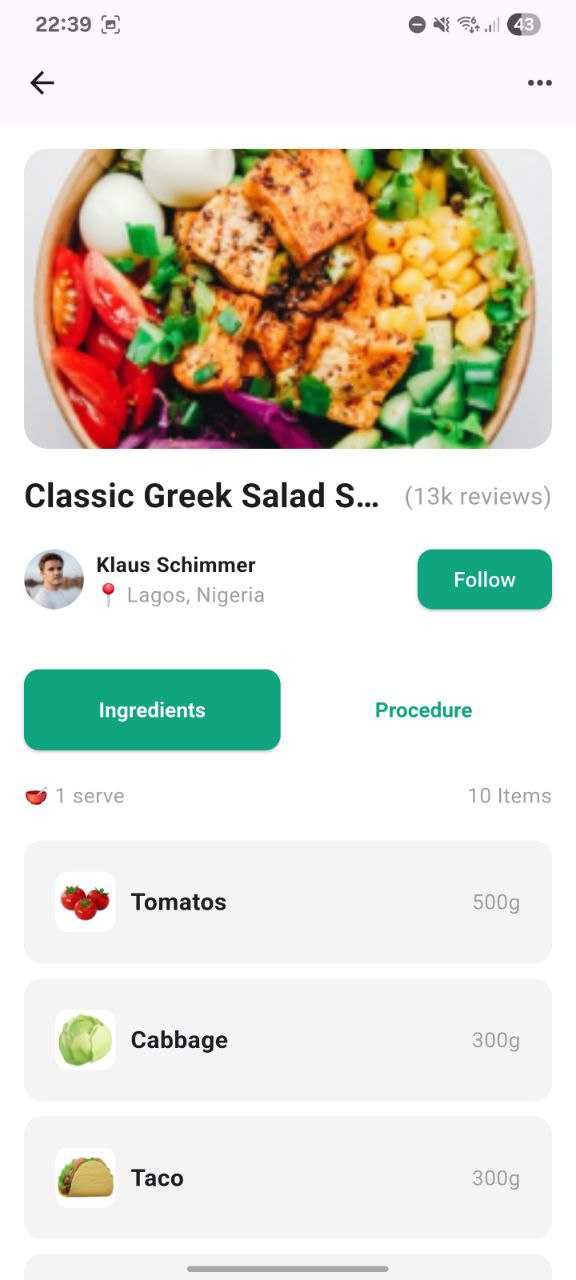 22:39 43
Classic Greek Salad S... (13k reviews)
Klaus Schimmer
Lagos, Nigeria
Follow
Ingredients Procedure
1 serve 10 Items
Tomatos 500g
Cabbage 300g
Taco 300g